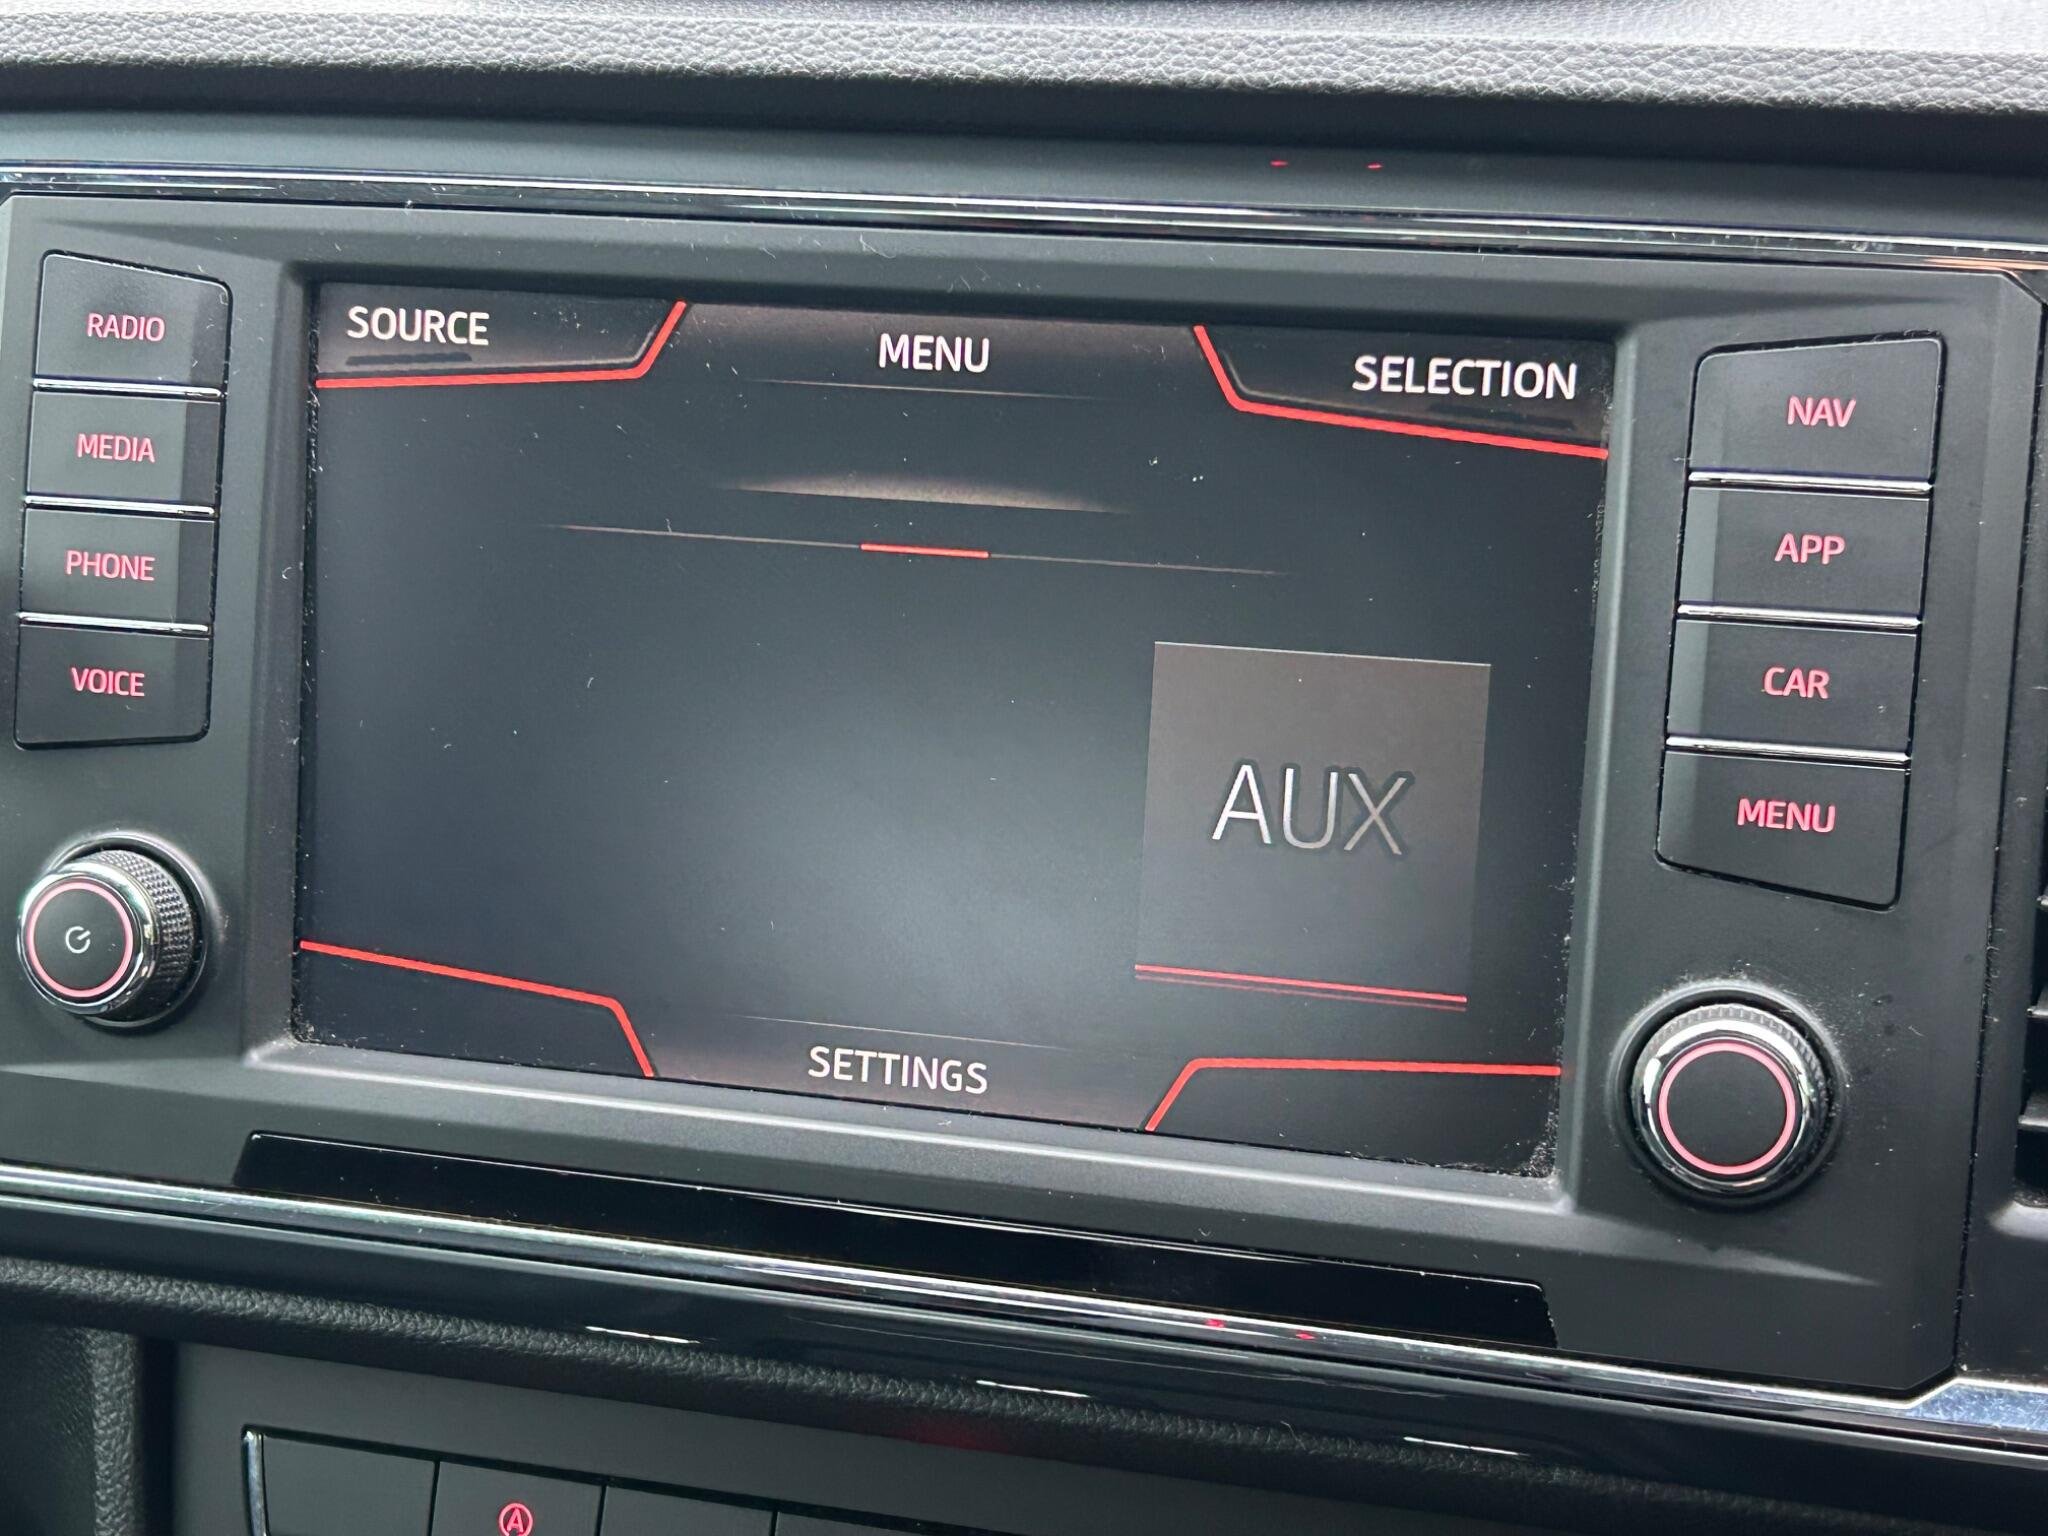 RADIO
MEDIA
PHONE
VOICE
SOURCE
MENU
SELECTION
AUX
SETTINGS
NAV
APP
CAR
MENU
A